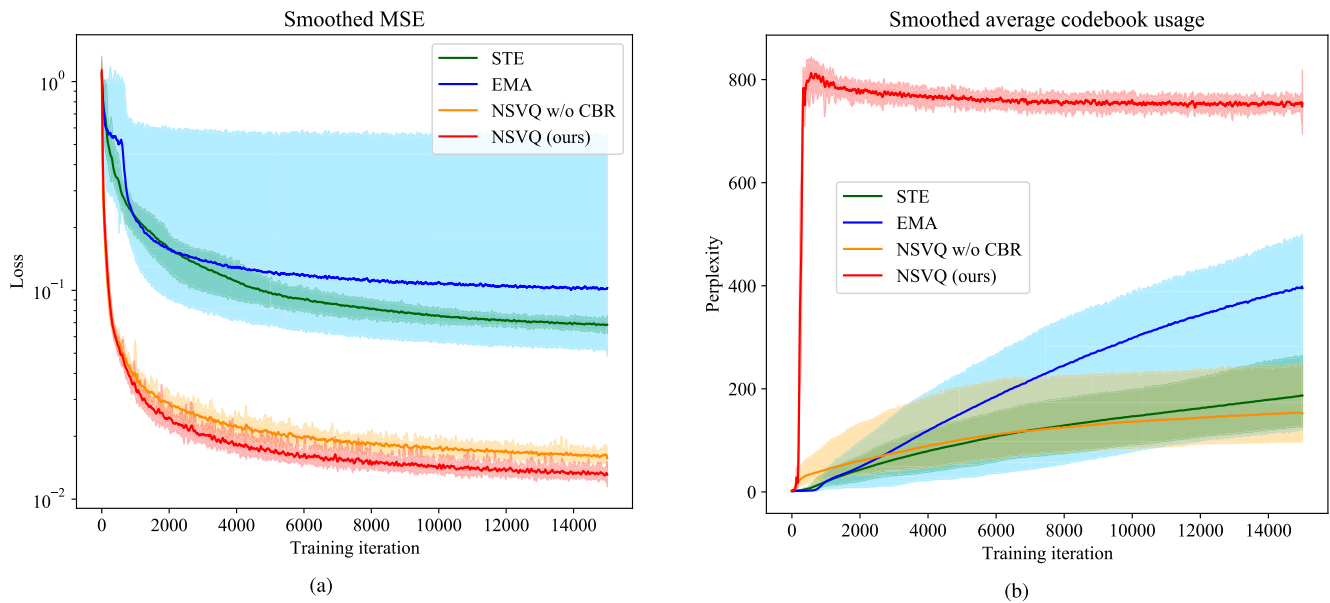 Smoothed MSE
10⁰
10⁻¹
10⁻²
Loss
STE
EMA
NSVQ w/o CBR
NSVQ (ours)
0 2000 4000 6000 8000 10000 12000 14000
Training iteration
(a)
Smoothed average codebook usage
800
600
400
200
0
Perplexity
STE
EMA
NSVQ w/o CBR
NSVQ (ours)
0 2000 4000 6000 8000 10000 12000 14000
Training iteration
(b)